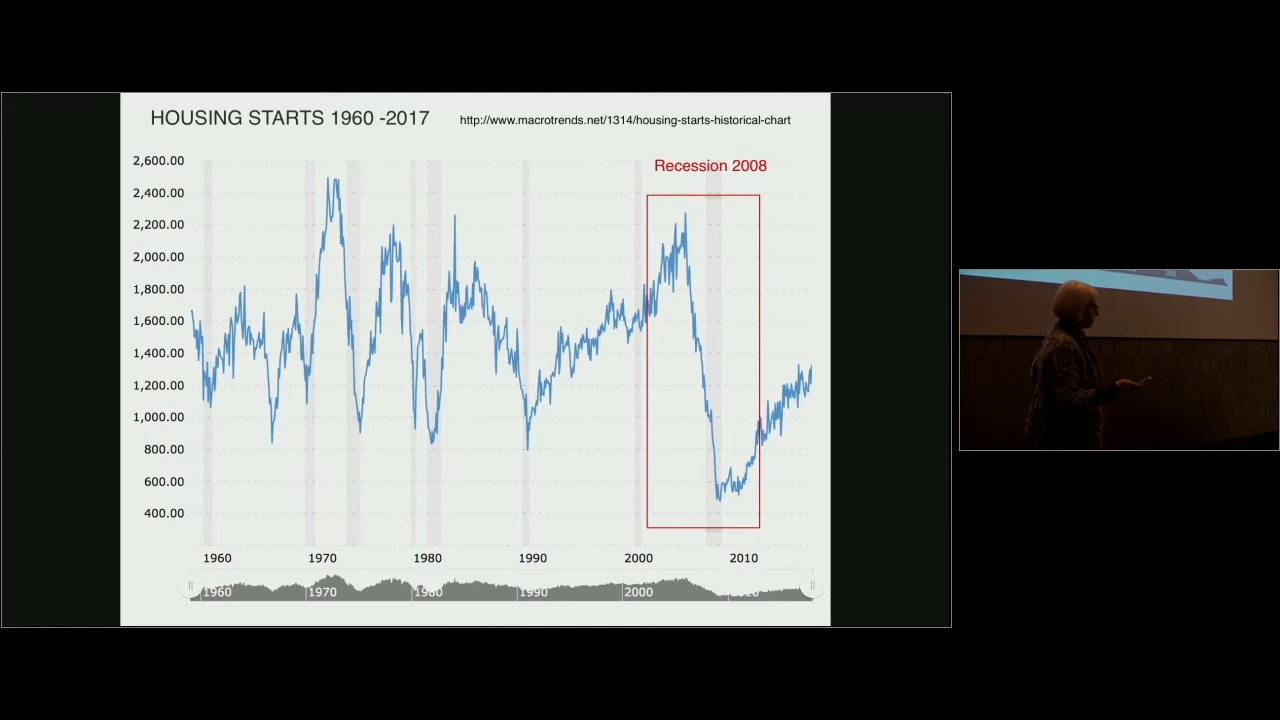 HOUSING STARTS 1960 -2017
http://www.macrotrends.net/1314/housing-starts-historical-chart
Recession 2008
2,600.00
2,400.00
2,200.00
2,000.00
1,800.00
1,600.00
1,400.00
1,200.00
1,000.00
800.00
600.00
400.00
1960 1970 1980 1990 2000 2010
1960 1970 1980 1990 2000 2010